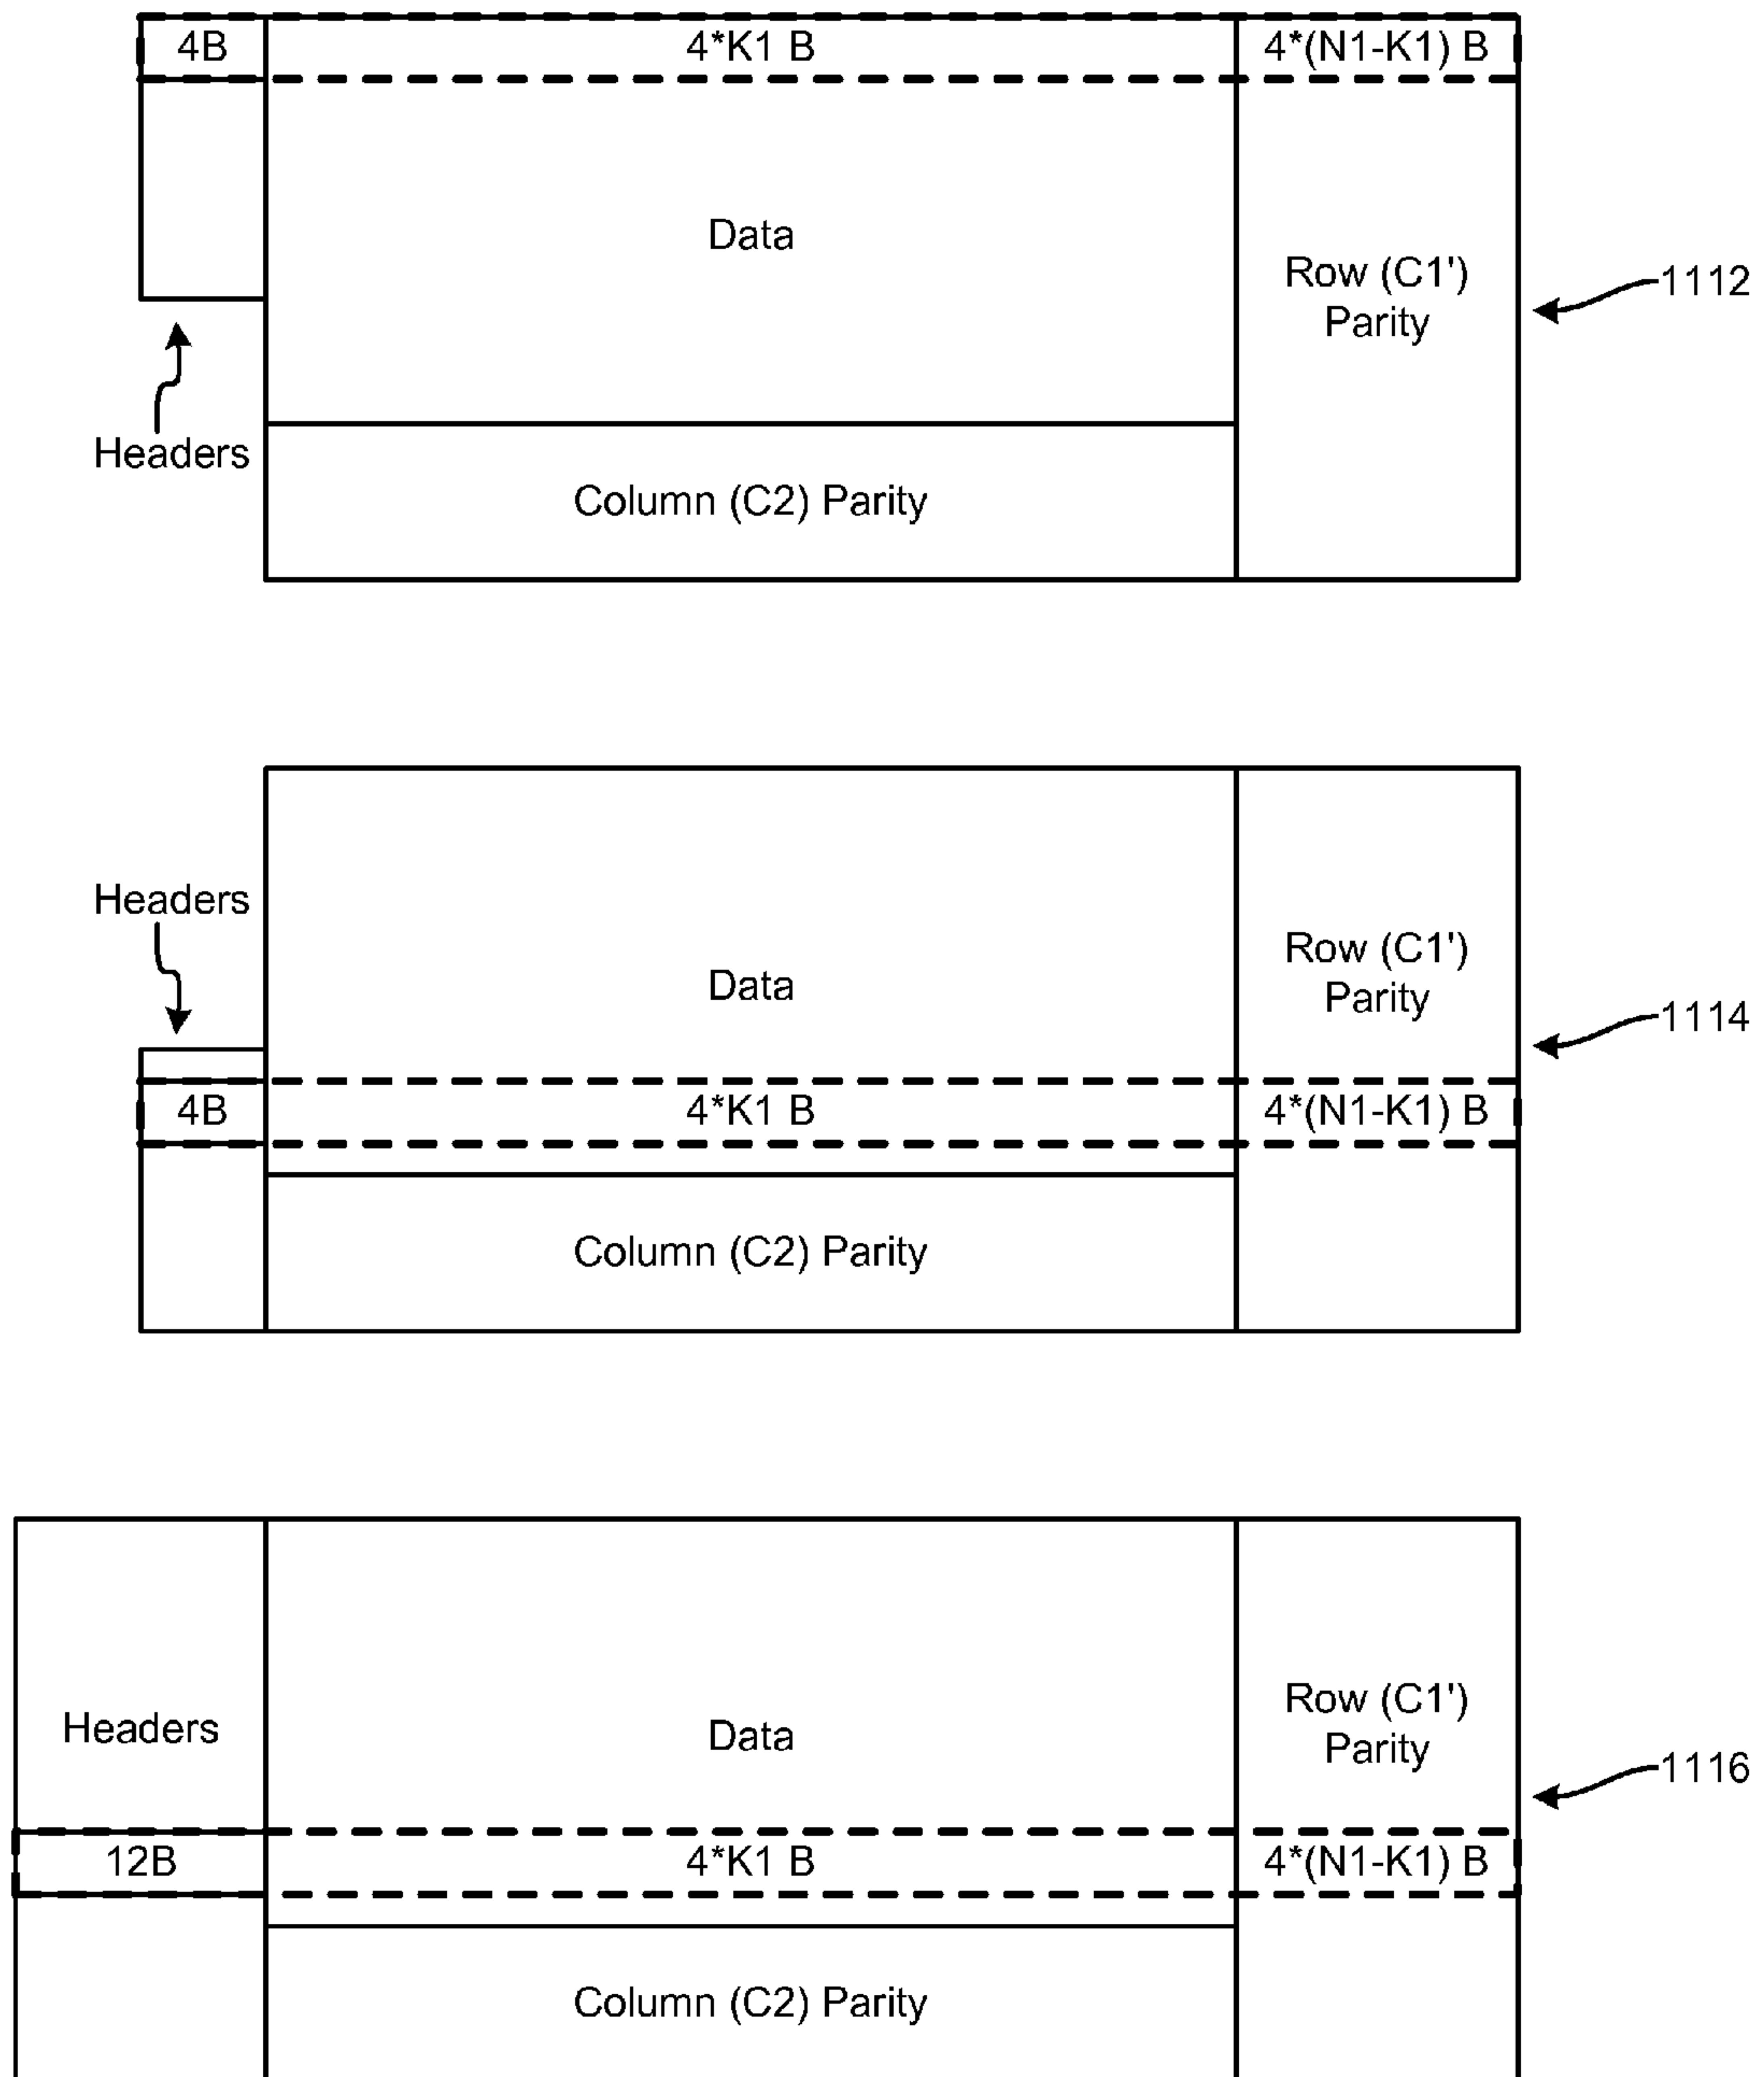 4B 4*K1 B 4*(N1-K1) B
Data
Row (C1')
Parity
1112
Headers
Column (C2) Parity
Headers
Data
Row (C1')
Parity
1114
4B 4*K1 B 4*(N1-K1) B
Column (C2) Parity
Headers
Data
Row (C1')
Parity
1116
12B 4*K1 B 4*(N1-K1) B
Column (C2) Parity